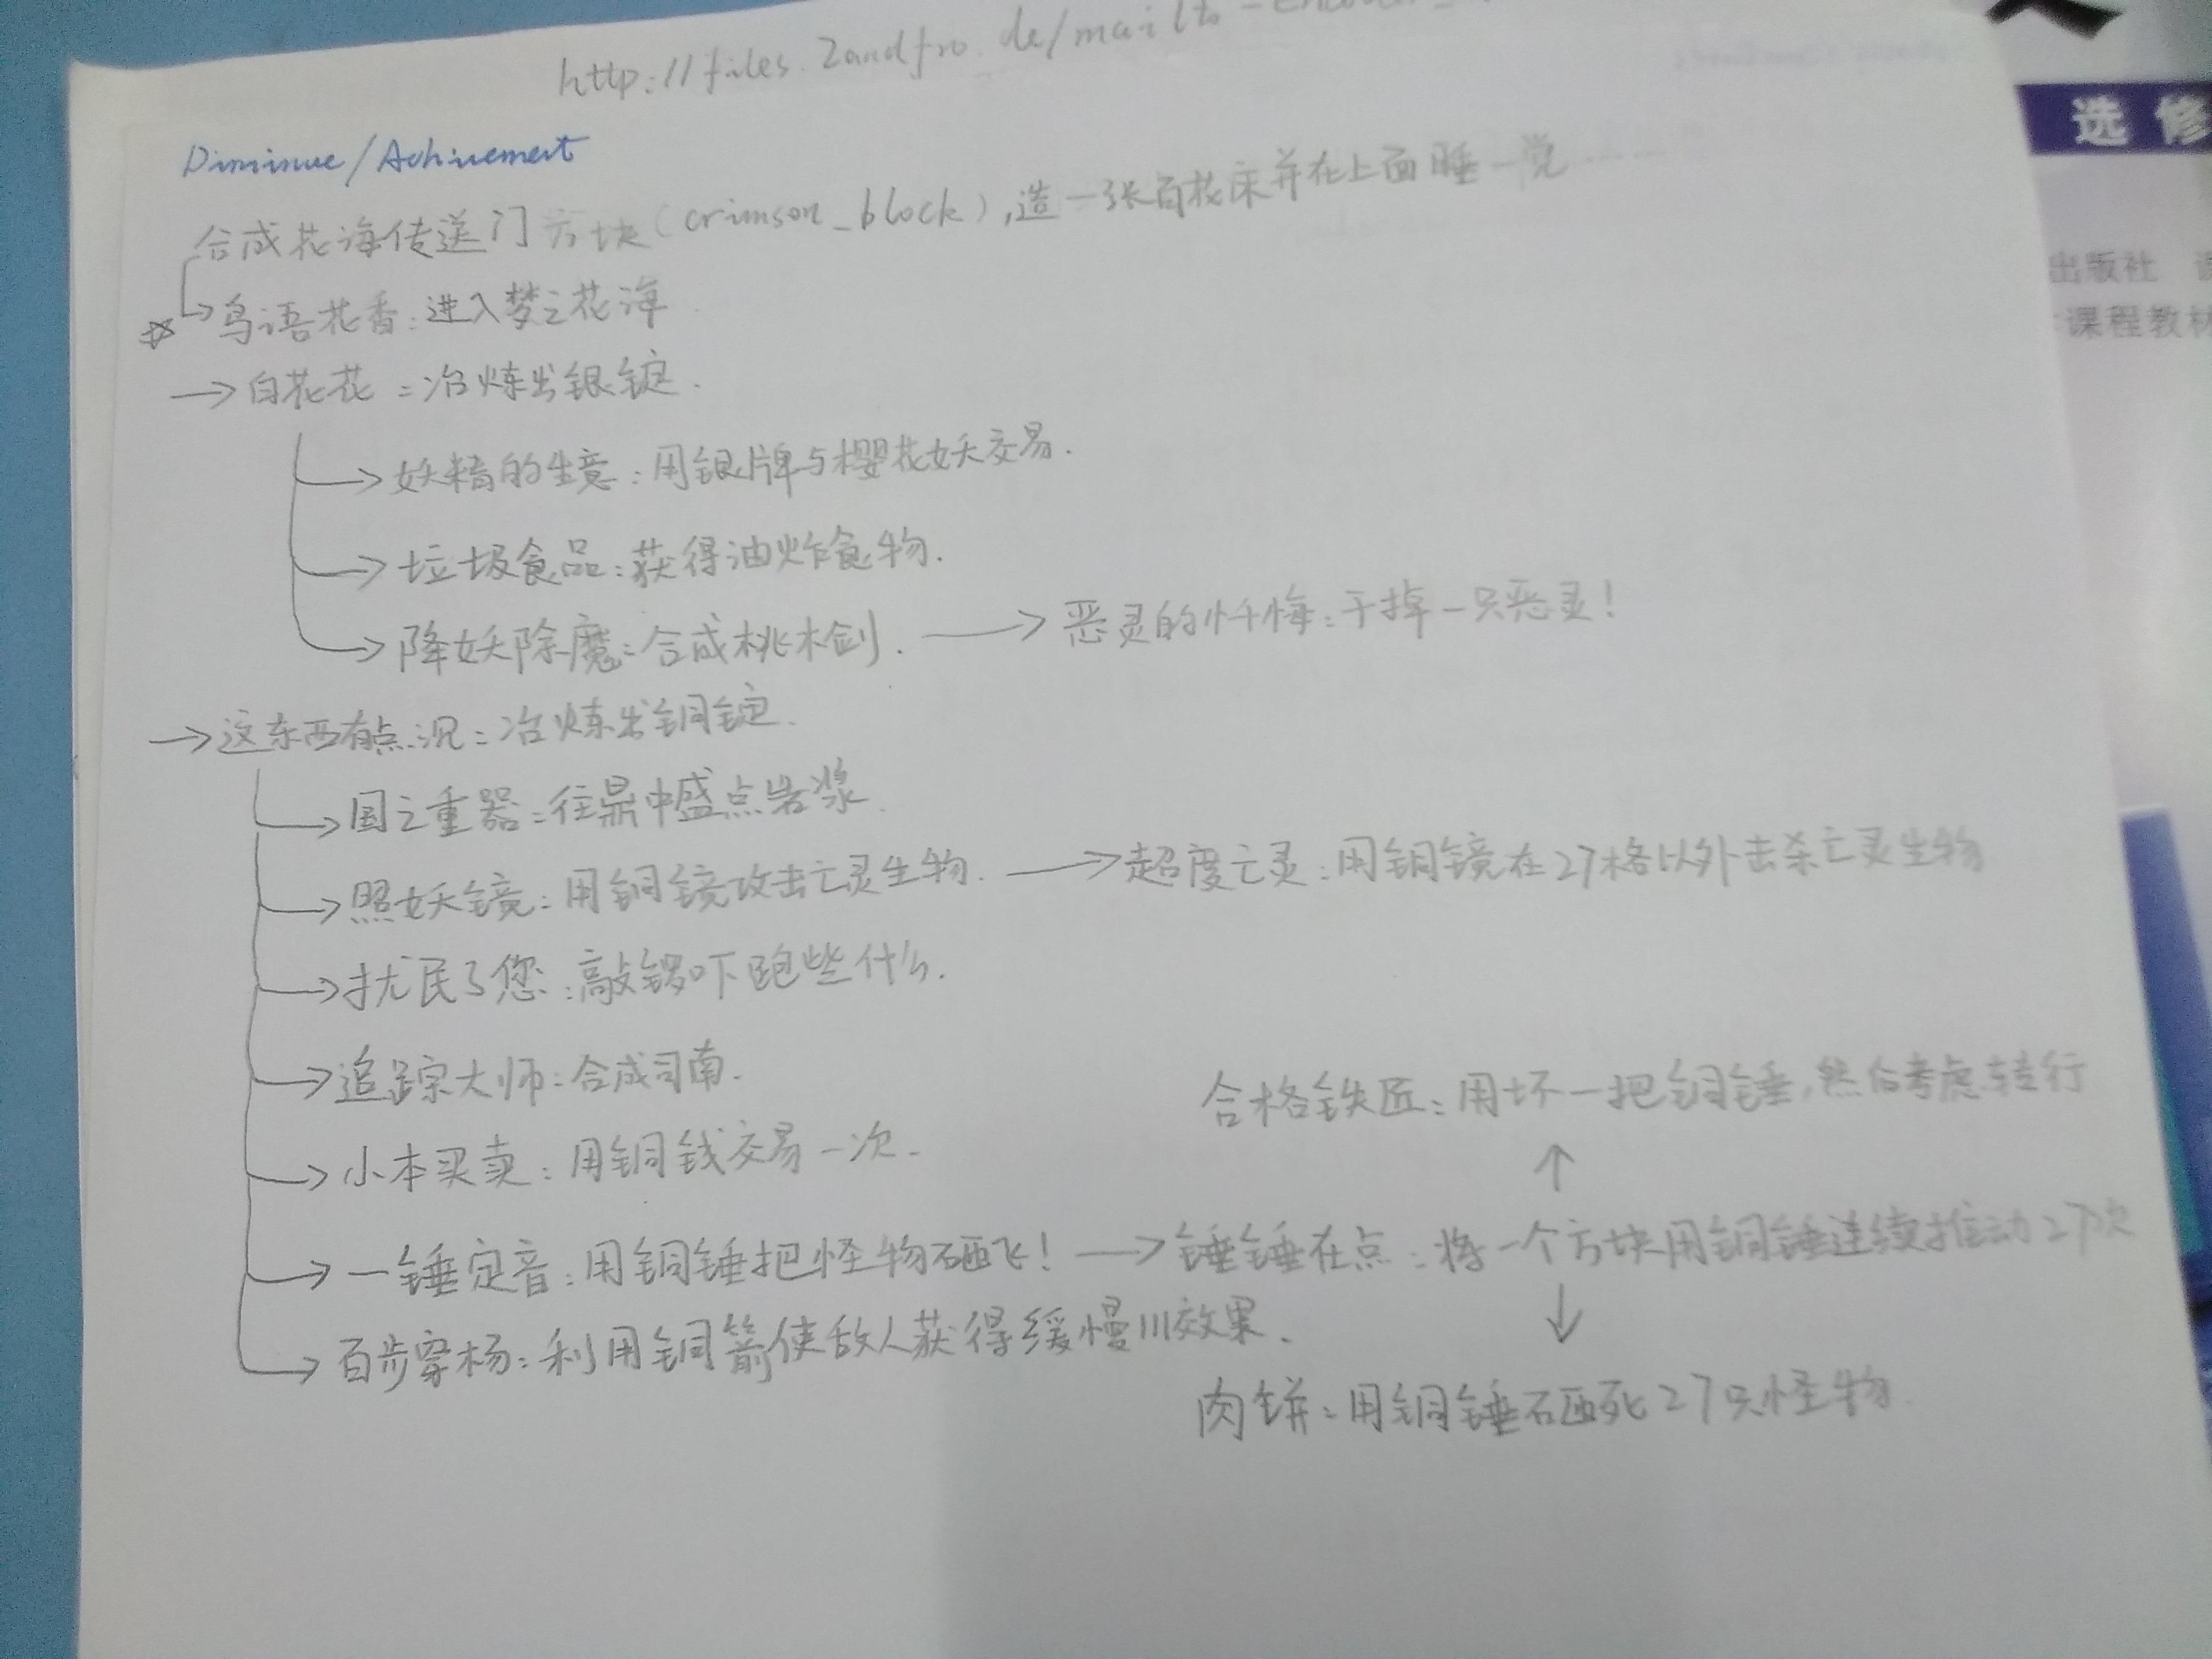 http://files.2andfro.de/mailto-
Diminue/Achivement
合成花海传送门方块(crimson_block),造一张百花床并在上面睡一觉……
鸟语花香:进入梦之花海
→白花花:冶炼出银锭.
→妖精的生意:用银牌与樱花妖交易.
→垃圾食品:获得油炸食物.
→降妖除魔:合成桃木剑. →恶灵的忏悔:干掉一只恶灵!
→这东西有点沉:冶炼出铜锭.
→国之重器:往鼎中盛点岩浆.
→照妖镜:用铜镜攻击亡灵生物. →超度亡灵:用铜镜在27格以外击杀亡灵生物
→扰民了您:敲锣吓跑些什么.
→追踪大师:合成司南.
合格铁匠:用坏一把铜锤,然后考虑转行
→小本买卖:用铜钱交易一次.
→一锤定音:用铜锤把怪物砸飞! →锤锤在点:将一个方块用铜锤连续推动27次
→百步穿杨:利用铜箭使敌人获得缓慢III效果.
肉饼:用铜锤砸死27只怪物.
选修
出版社
课程教材